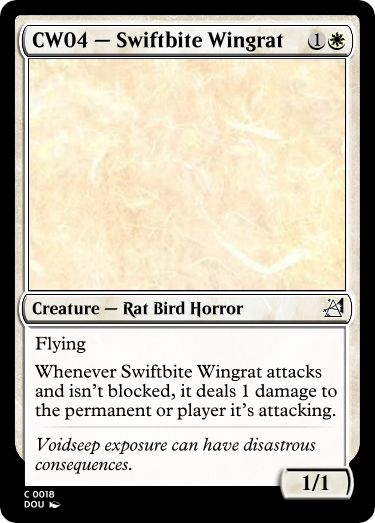 CW04 — Swiftbite Wingrat 1
Creature — Rat Bird Horror
Flying
Whenever Swiftbite Wingrat attacks
and isn't blocked, it deals 1 damage to
the permanent or player it's attacking.
Voidseep exposure can have disastrous
consequences.
1/1
C 0018
DOU